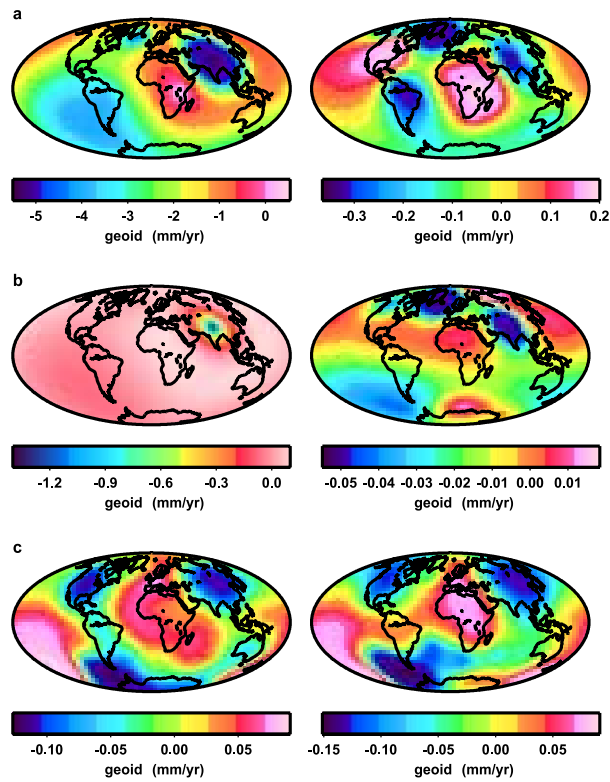 a
-5 -4 -3 -2 -1 0
geoid (mm/yr)
-0.3 -0.2 -0.1 0.0 0.1 0.2
geoid (mm/yr)
b
-1.2 -0.9 -0.6 -0.3 0.0
geoid (mm/yr)
-0.05 -0.04 -0.03 -0.02 -0.01 0.00 0.01
geoid (mm/yr)
c
-0.10 -0.05 0.00 0.05
geoid (mm/yr)
-0.15 -0.10 -0.05 0.00 0.05
geoid (mm/yr)